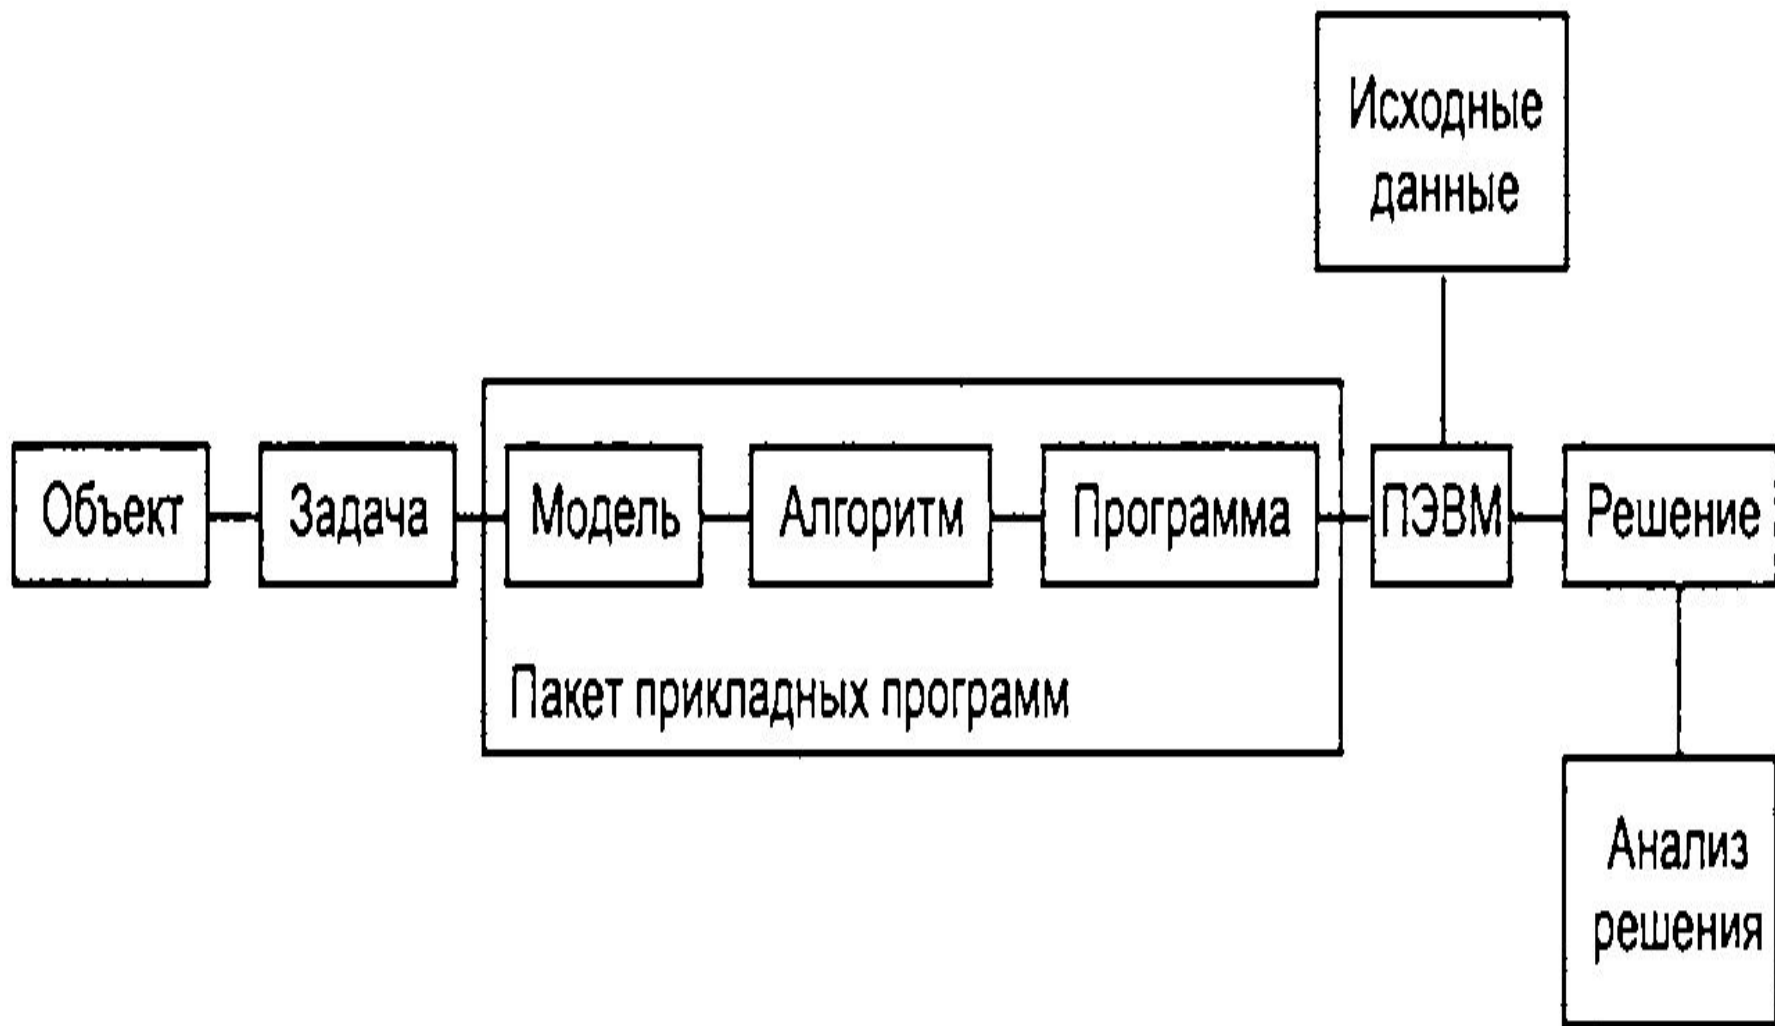 Исходные
данные
Объект
Задача
Модель
Алгоритм
Программа
ПЭВМ
Решение
Пакет прикладных программ
Анализ
решения